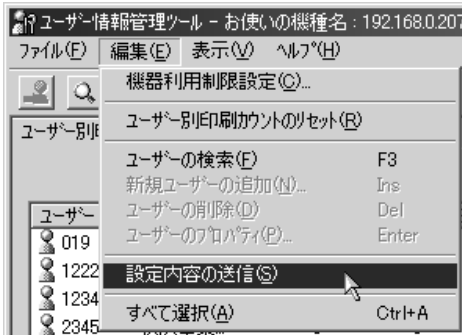 ユーザー情報管理ツール - お使いの機種名 : 192.168.0.207
ファイル(F) 編集(E) 表示(V) ヘルプ(H)
機器利用制限設定(C)...
ユーザー別印刷カウントのリセット(R)
ユーザー別印
ユーザーの検索(F) F3
新規ユーザーの追加(N)... Ins
ユーザーの削除(D) Del
ユーザーのプロパティ(P)... Enter
設定内容の送信(S)
すべて選択(A) Ctrl+A
ユーザー
019
1222
1234
2345